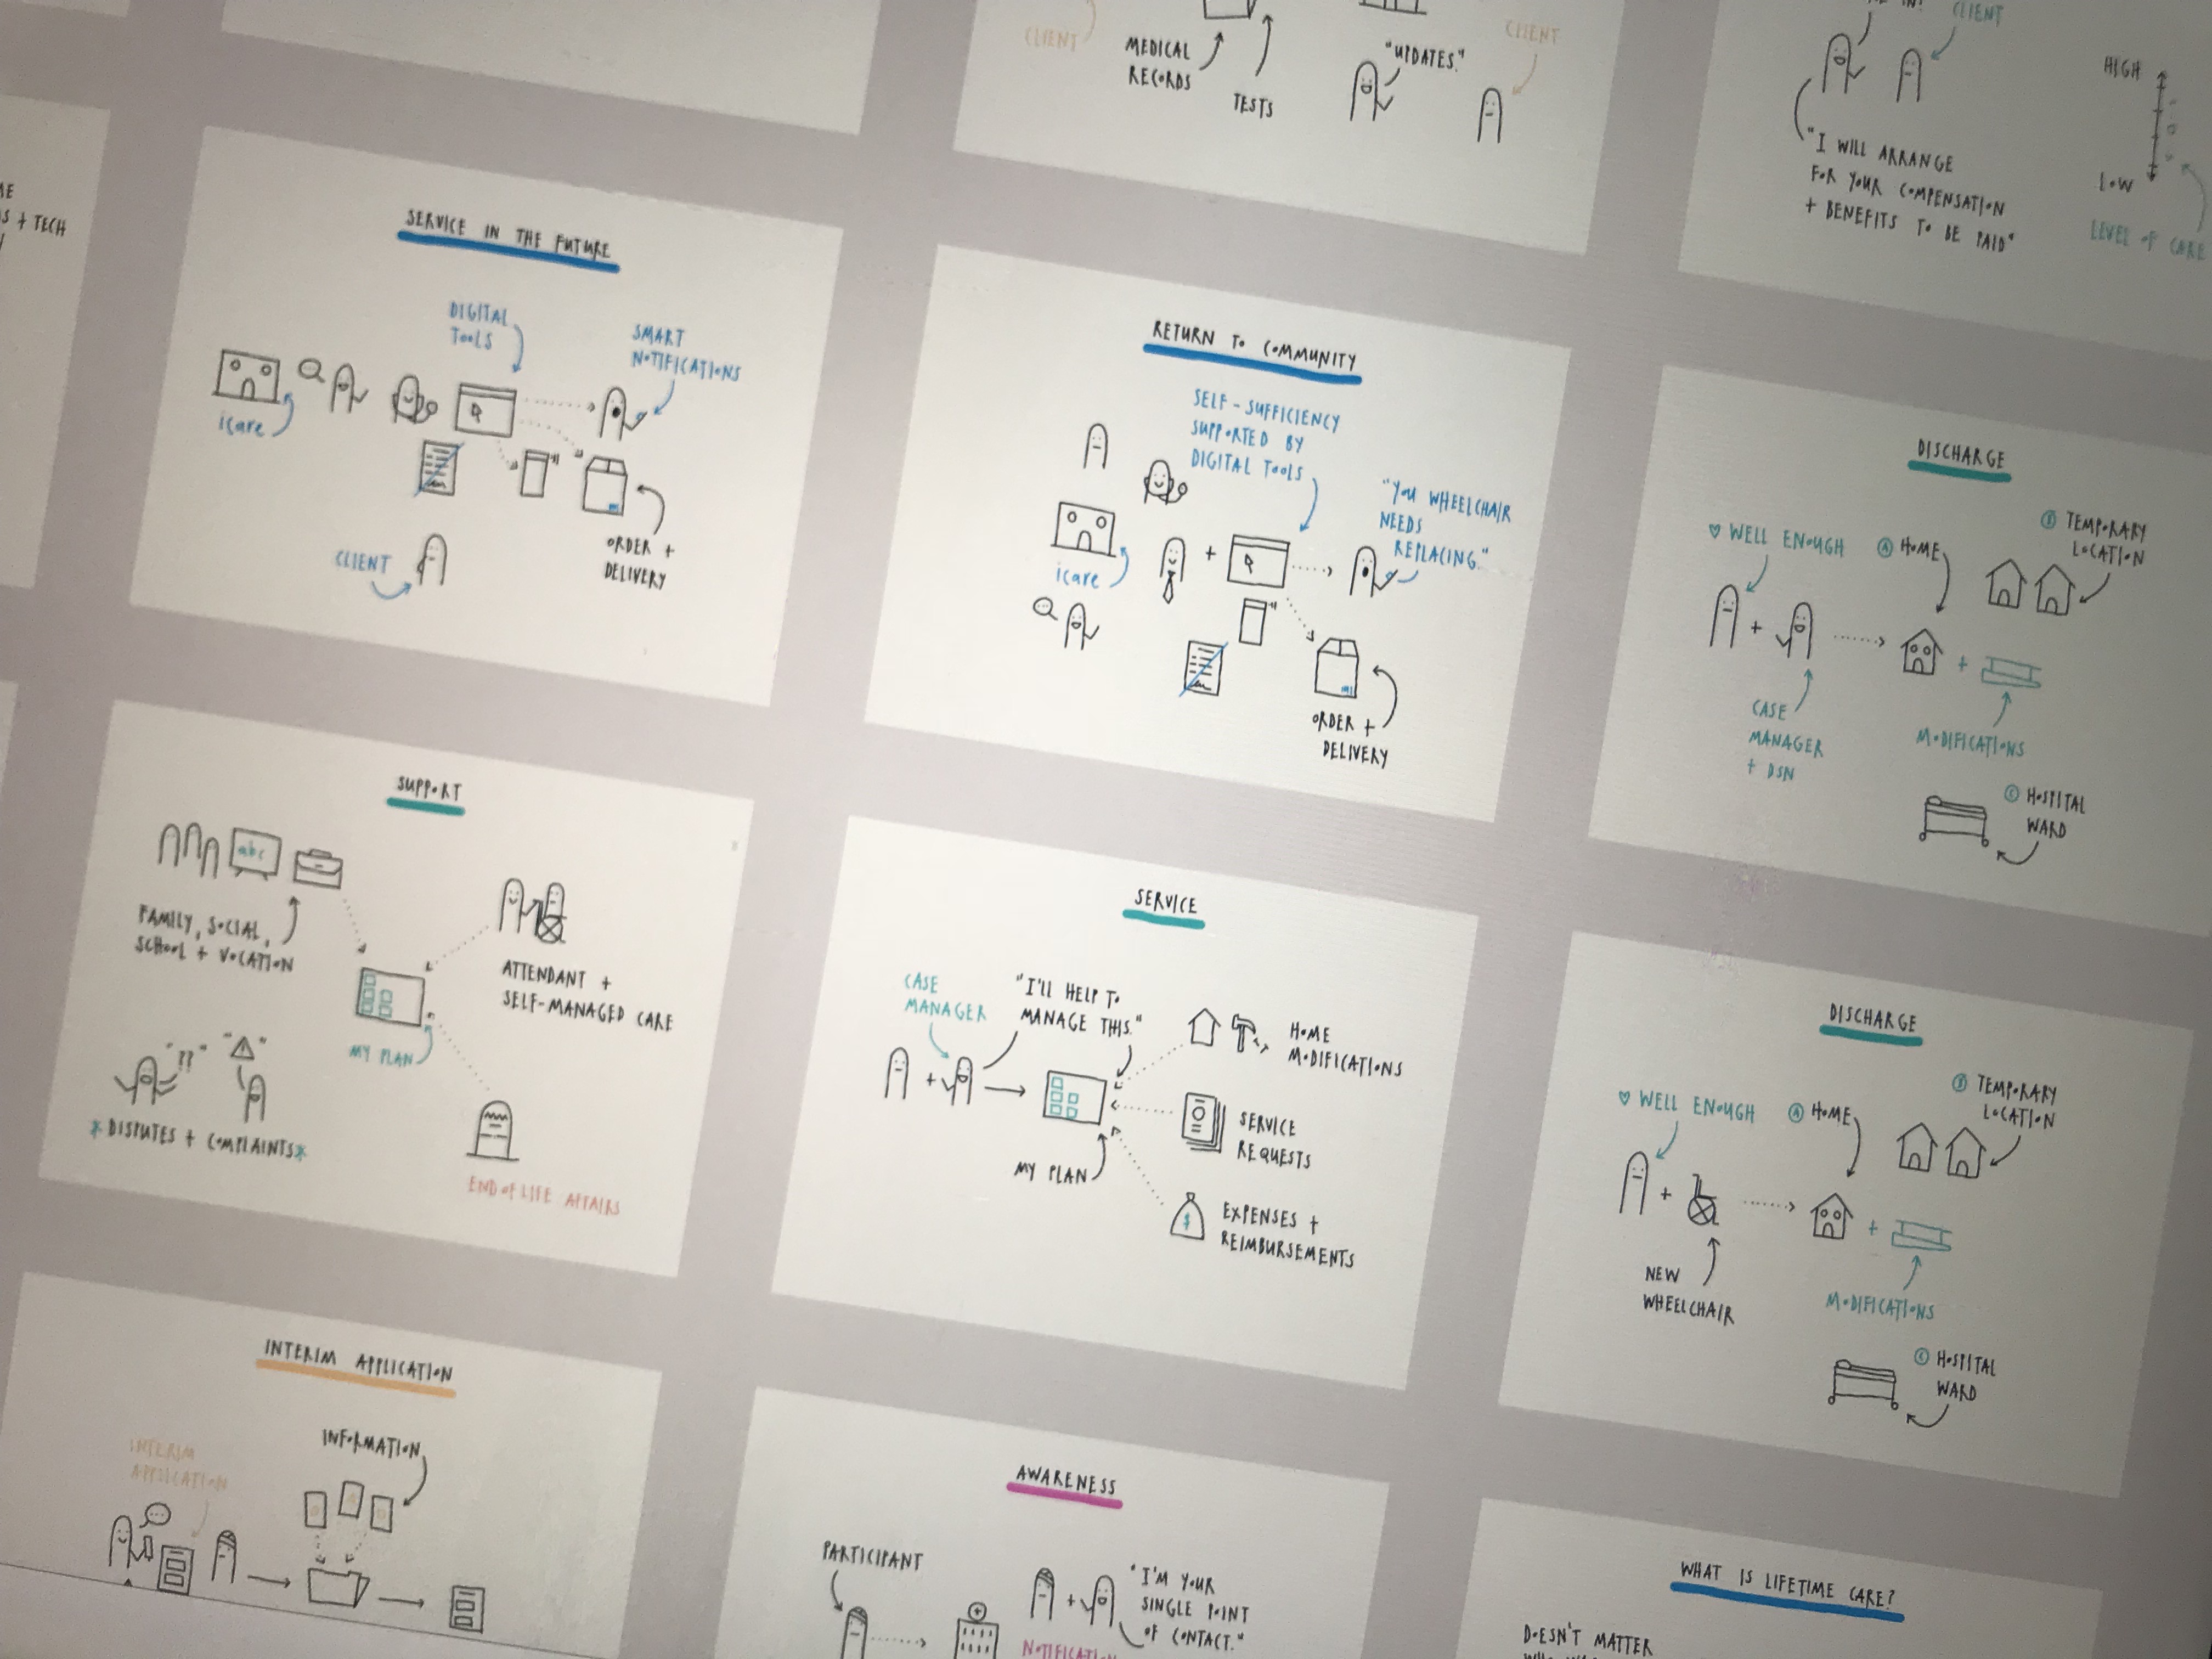 CLIENT
MEDICAL
RECORDS
TESTS
"UPDATES."
CLIENT
CLIENT
"I WILL ARRANGE
FOR YOUR COMPENSATION
+ BENEFITS TO BE PAID"
HIGH
LOW
LEVEL OF CARE
+ TECH
SERVICE IN THE FUTURE
DIGITAL
TOOLS
SMART
NOTIFICATIONS
icare
CLIENT
ORDER +
DELIVERY
RETURN TO COMMUNITY
SELF-SUFFICIENCY
SUPPORTED BY
DIGITAL TOOLS
"YOU WHEELCHAIR
NEEDS
REPLACING."
icare
ORDER +
DELIVERY
DISCHARGE
♡ WELL ENOUGH
Ⓐ HOME
Ⓑ TEMPORARY
LOCATION
CASE
MANAGER
+ DSN
MODIFICATIONS
Ⓒ HOSPITAL
WARD
SUPPORT
abc
FAMILY, SOCIAL,
SCHOOL + VOCATION
ATTENDANT +
SELF-MANAGED CARE
MY PLAN
"??"
"⚠"
*DISPUTES + COMPLAINTS*
END OF LIFE AFFAIRS
SERVICE
CASE
MANAGER
"I'LL HELP TO
MANAGE THIS."
HOME
MODIFICATIONS
SERVICE
REQUESTS
MY PLAN
$
EXPENSES +
REIMBURSEMENTS
DISCHARGE
♡ WELL ENOUGH
Ⓐ HOME
Ⓑ TEMPORARY
LOCATION
NEW
WHEELCHAIR
MODIFICATIONS
Ⓒ HOSPITAL
WARD
INTERIM APPLICATION
INTERIM
APPLICATION
INFORMATION
AWARENESS
PARTICIPANT
"I'M YOUR
SINGLE POINT
OF CONTACT."
WHAT IS LIFETIME CARE?
DOESN'T MATTER